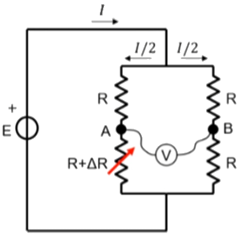 I
I/2 I/2
R R
+
E A V B
R+ΔR R